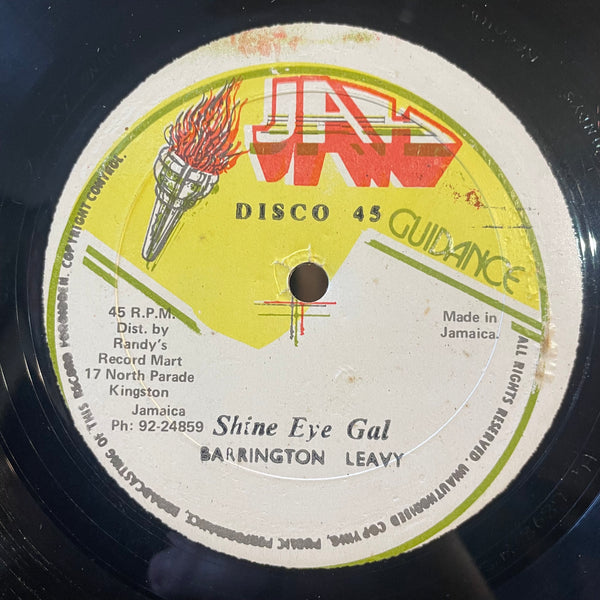 JAH
DISCO 45
GUIDANCE
45 R.P.M.
Dist. by
Randy's
Record Mart
17 North Parade
Kingston
Jamaica
Ph: 92-24859
Made in
Jamaica.
Shine Eye Gal
BARRINGTON LEAVY
ALL RIGHTS RESERVED. UNAUTHORISED COPYING, PUBLIC PERFORMANCE, BROADCASTING OF THIS RECORD FORBIDDEN. COPYRIGHT CONTROL.